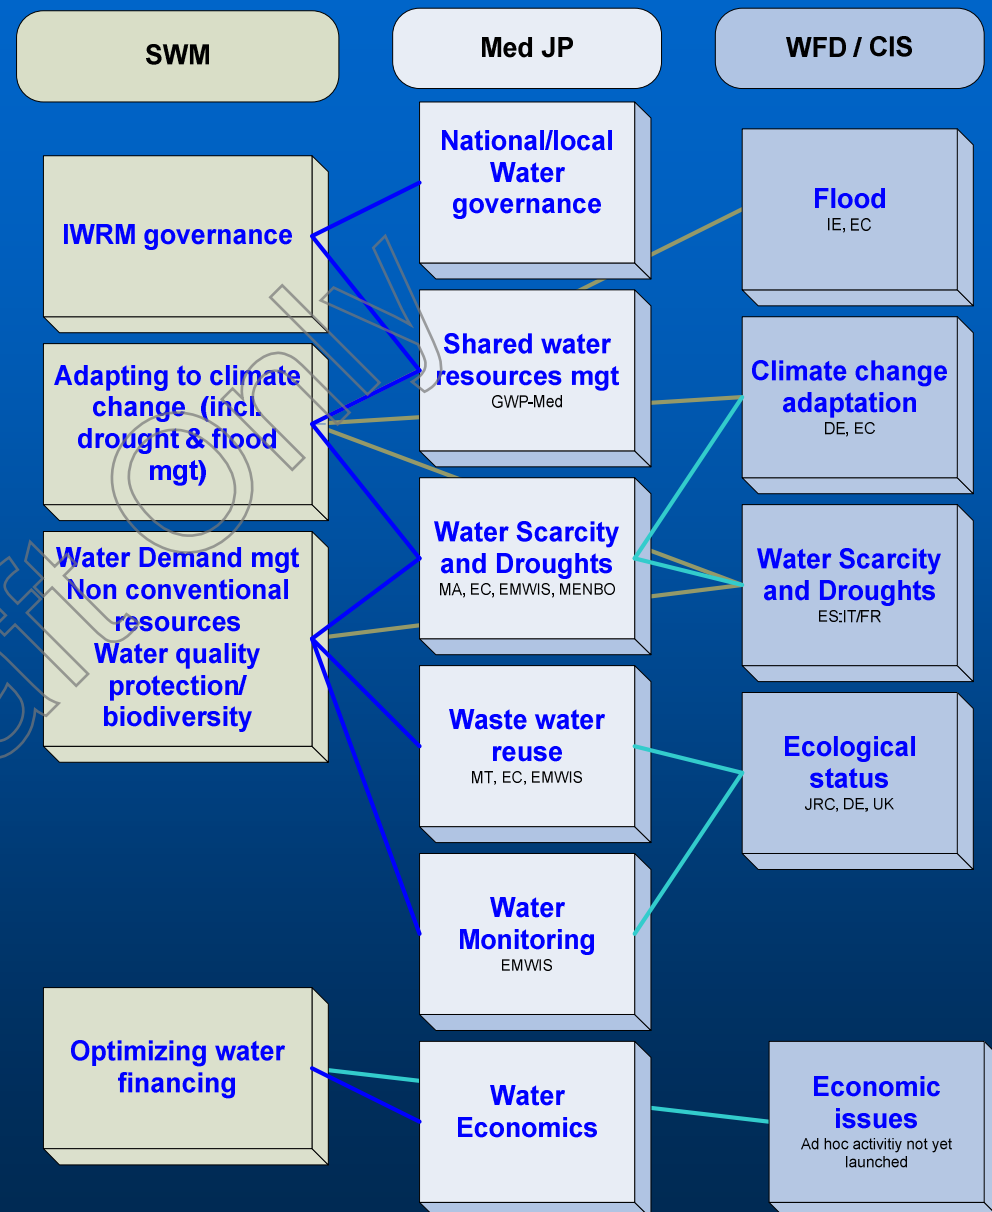 SWM
Med JP
WFD / CIS
IWRM governance
Adapting to climate
change (incl.
drought & flood
mgt)
Water Demand mgt
Non conventional
resources
Water quality
protection/
biodiversity
Optimizing water
financing
National/local
Water
governance
Shared water
resources mgt
GWP-Med
Water Scarcity
and Droughts
MA, EC, EMWIS, MENBO
Waste water
reuse
MT, EC, EMWIS
Water
Monitoring
EMWIS
Water
Economics
Flood
IE, EC
Climate change
adaptation
DE, EC
Water Scarcity
and Droughts
ES:IT/FR
Ecological
status
JRC, DE, UK
Economic
issues
Ad hoc activitiy not yet
launched
aft Only